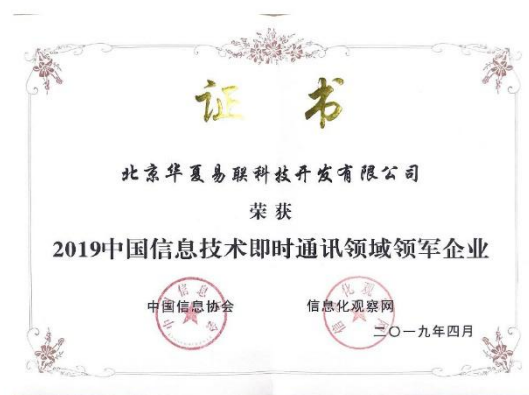 证 书
北京华夏易联科技开发有限公司
荣获
2019中国信息技术即时通讯领域领军企业
中国信息协会
信息化观察网
二〇一九年四月